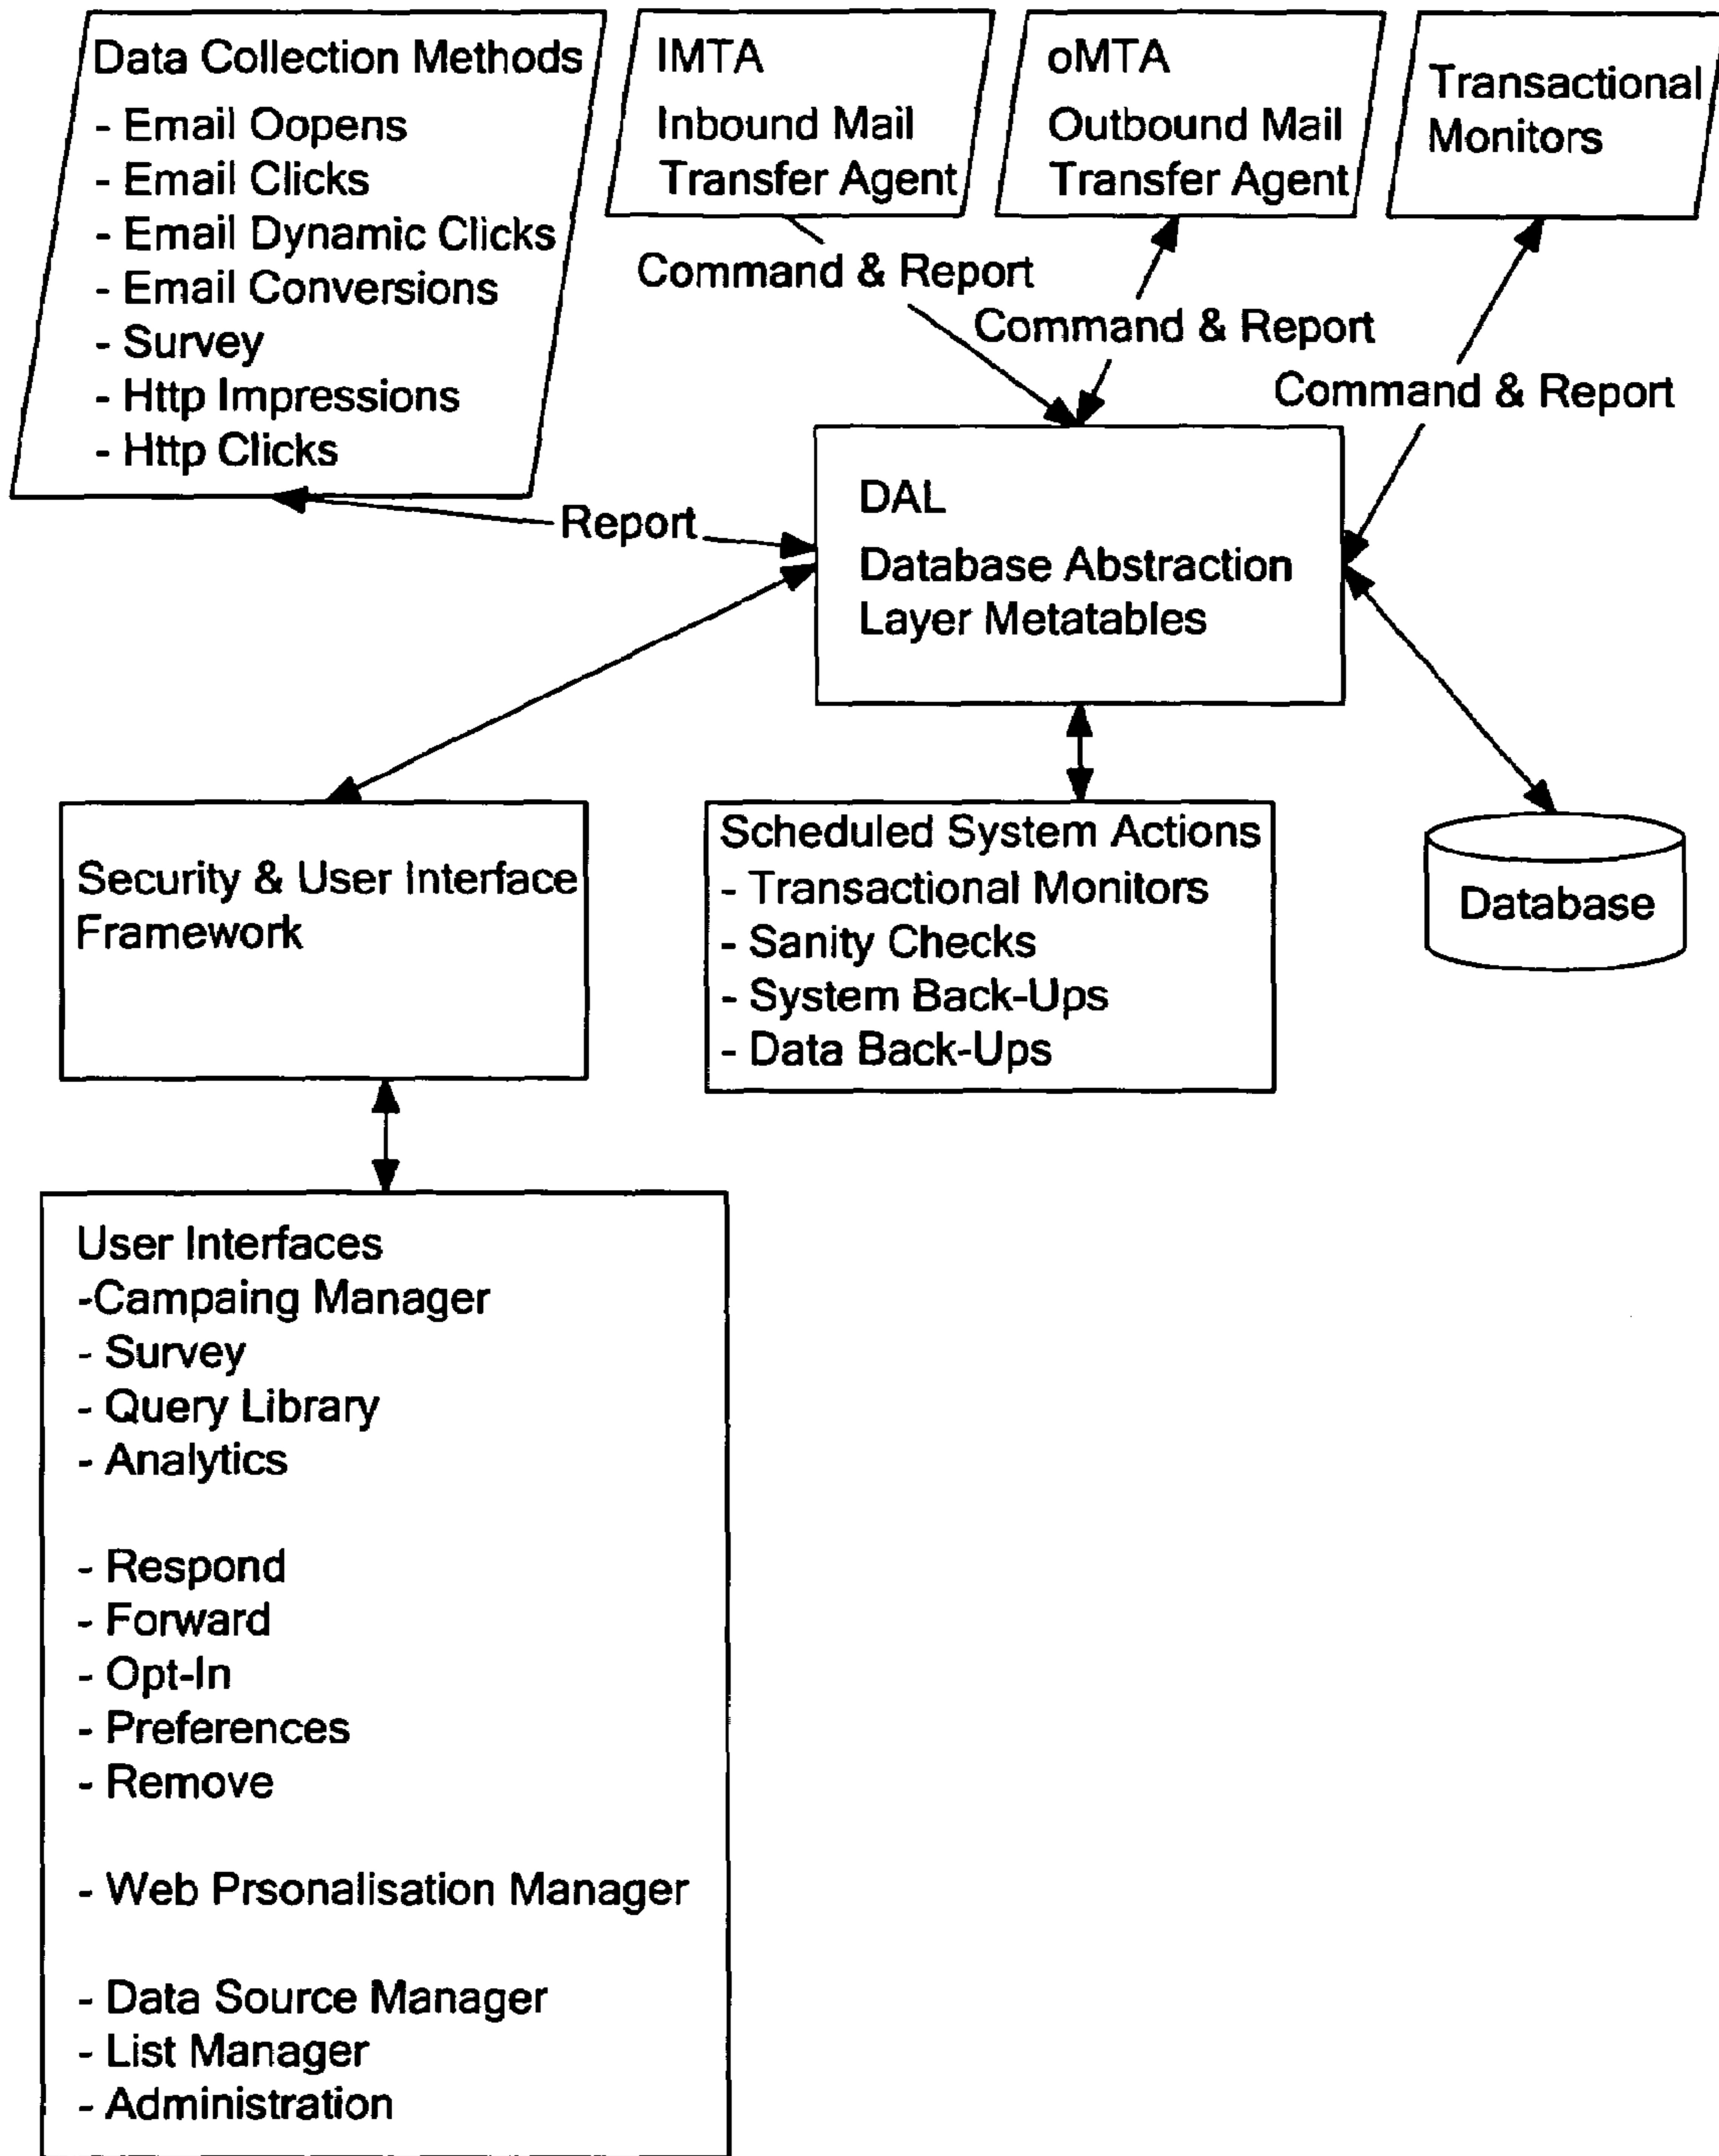 Data Collection Methods
- Email Oopens
- Email Clicks
- Email Dynamic Clicks
- Email Conversions
- Survey
- Http Impressions
- Http Clicks
IMTA
Inbound Mail
Transfer Agent
oMTA
Outbound Mail
Transfer Agent
Transactional
Monitors
Command & Report
Command & Report
Command & Report
Report
DAL
Database Abstraction
Layer Metatables
Security & User Interface
Framework
Scheduled System Actions
- Transactional Monitors
- Sanity Checks
- System Back-Ups
- Data Back-Ups
Database
User Interfaces
-Campaing Manager
- Survey
- Query Library
- Analytics
- Respond
- Forward
- Opt-In
- Preferences
- Remove
- Web Prsonalisation Manager
- Data Source Manager
- List Manager
- Administration